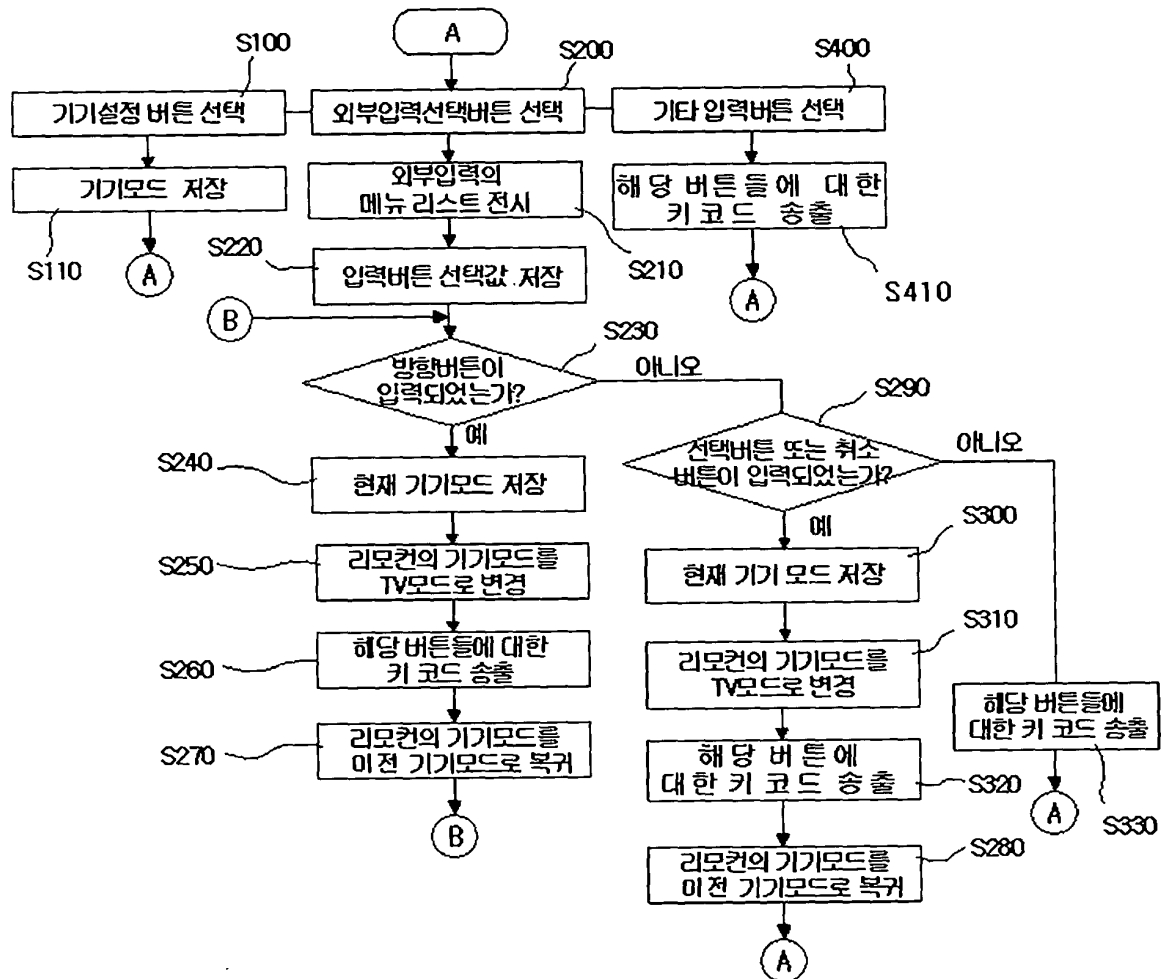 A
S100
S200
S400
기기설정 버튼 선택
외부입력선택버튼 선택
기타 입력버튼 선택
기기모드 저장
S110
A
외부입력의
메뉴 리스트 전시
S210
해당 버튼들에 대한
키 코드 송출
S410
A
S220
입력버튼 선택값 저장
B
S230
방향버튼이
입력되었는가?
아니오
예
S290
선택버튼 또는 취소
버튼이 입력되었는가?
아니오
예
S240
현재 기기모드 저장
S250
리모컨의 기기모드를
TV모드로 변경
S260
해당 버튼들에 대한
키 코드 송출
S270
리모컨의 기기모드를
이전 기기모드로 복귀
B
S300
현재 기기 모드 저장
S310
리모컨의 기기모드를
TV모드로 변경
해당 버튼에
대한 키 코드 송출
S320
S280
리모컨의 기기모드를
이전 기기모드로 복귀
A
해당 버튼들에
대한 키 코드 송출
S330
A